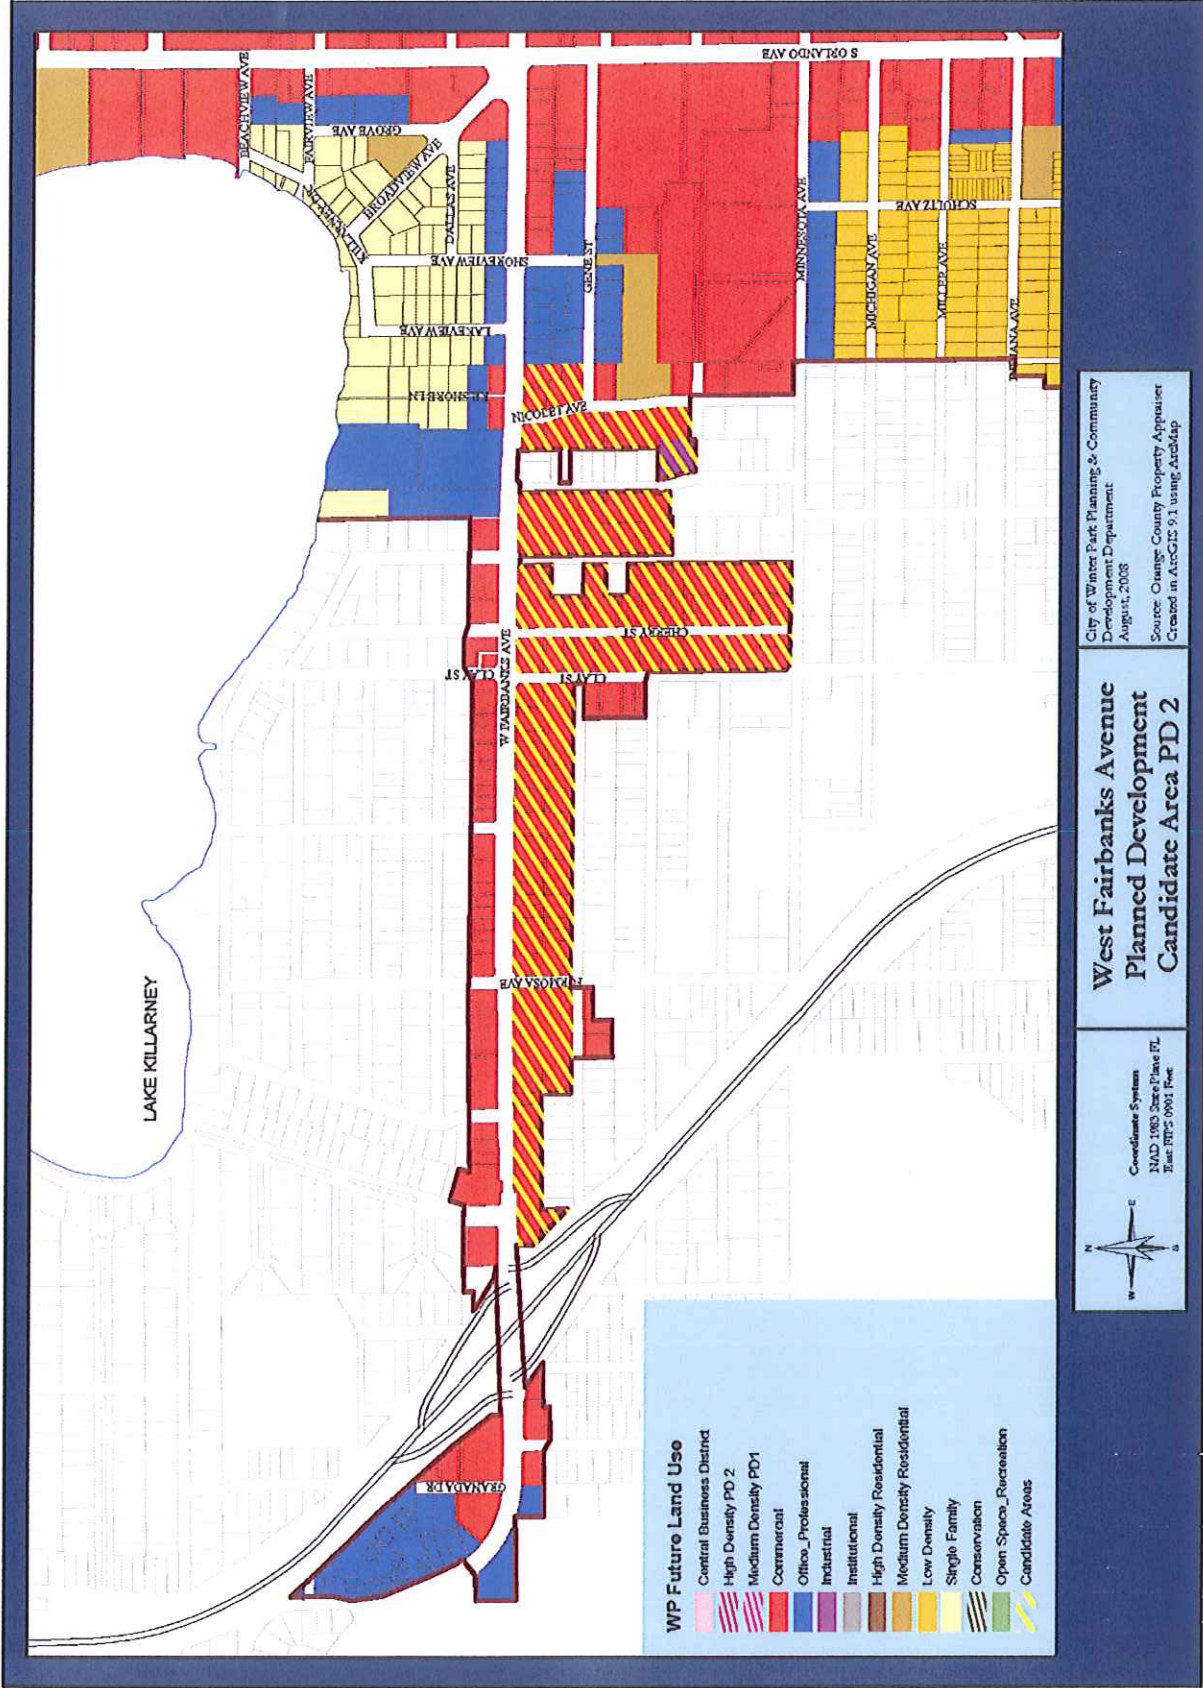 S ORLANDO AVE
BEACHVIEW AVE
FAIRVIEW AVE
GROVE AVE
BROADVIEW AVE
KILLARNEY DR
DALLAS AVE
SHOREVIEW AVE
LAKEVIEW AVE
GENE ST
MINNESOTA AVE
SCHULTZ AVE
MICHIGAN AVE
MILLER AVE
NICOLET AVE
CHERRY ST
CLAY ST
CLAY ST
W FAIRBANKS AVE
FORMOSA AVE
GRANADA DR
LAKE KILLARNEY
WP Future Land Use
Central Business District
High Density PD 2
Medium Density PD1
Commercial
Office_Professional
Industrial
Institutional
High Density Residential
Medium Density Residential
Low Density
Single Family
Conservation
Open Space_Recreation
Candidate Areas
N
W E
S
Coordinate System
NAD 1983 State Plane FL
East FIPS 0901 Feet
West Fairbanks Avenue
Planned Development
Candidate Area PD 2
City of Winter Park Planning & Community
Development Department
August, 2008
Source: Orange County Property Appraiser
Created in ArcGIS 9.1 using ArcMap